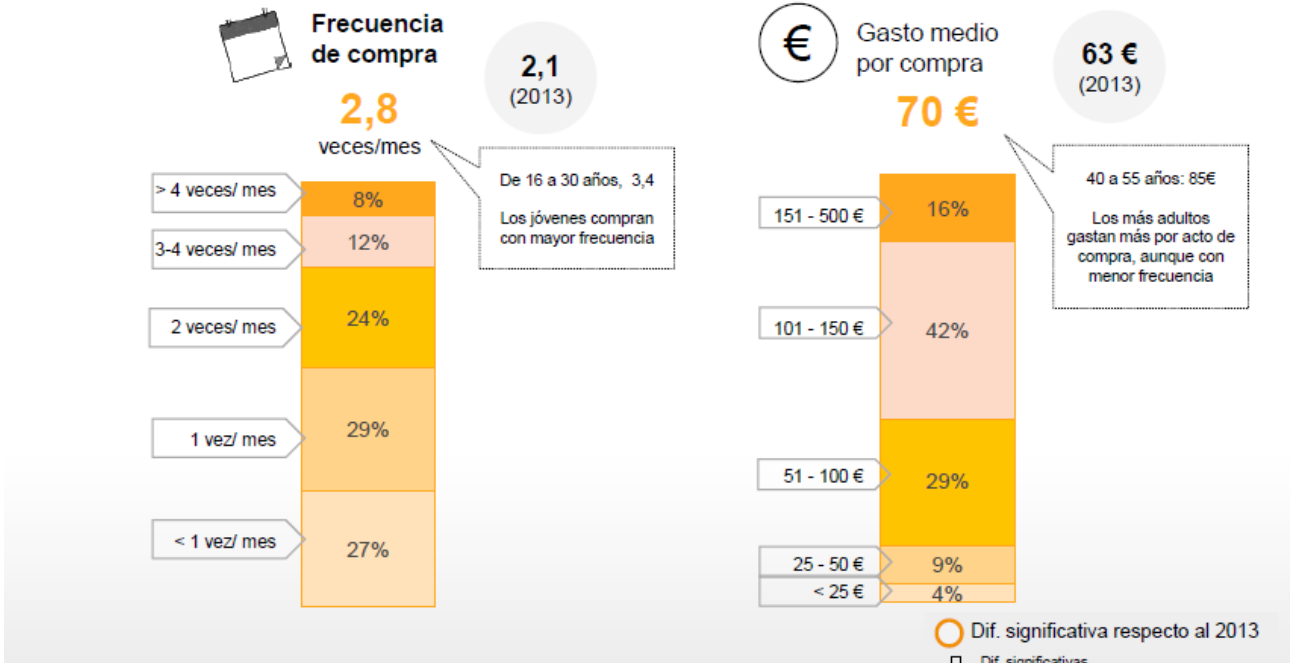 Frecuencia
de compra
2,8
veces/mes
2,1
(2013)
De 16 a 30 años, 3,4
Los jóvenes compran
con mayor frecuencia
> 4 veces/ mes
8%
3-4 veces/ mes
12%
2 veces/ mes
24%
1 vez/ mes
29%
< 1 vez/ mes
27%
€
Gasto medio
por compra
70 €
63 €
(2013)
40 a 55 años: 85€
Los más adultos
gastan más por acto de
compra, aunque con
menor frecuencia
151 - 500 €
16%
101 - 150 €
42%
51 - 100 €
29%
25 - 50 €
9%
< 25 €
4%
Dif. significativa respecto al 2013
Dif. significativas